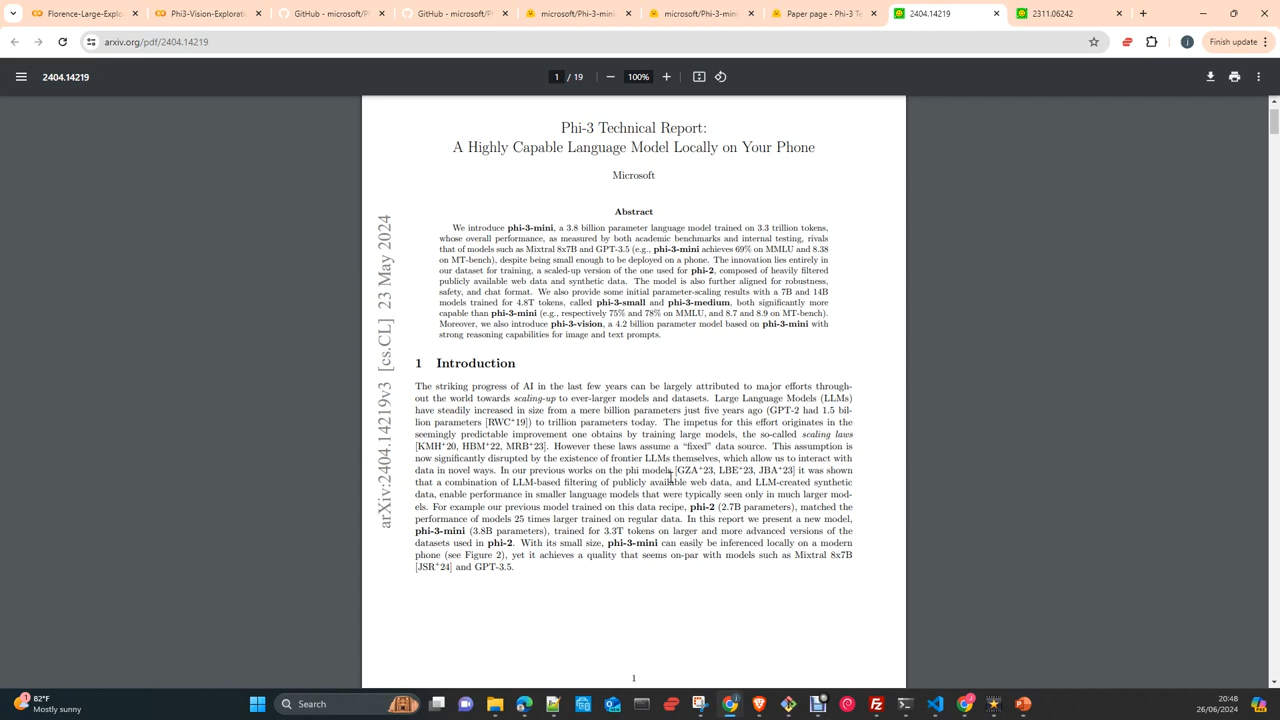 Florence-Large-Explo
Phi3-Vision-Explorati
GitHub - microsoft/P
GitHub - microsoft/P
microsoft/Phi-3-mini
microsoft/Phi-3-mini
Paper page - Phi-3 Te
2404.14219
2311.06242
arxiv.org/pdf/2404.14219
Finish update
2404.14219
1 / 19
100%
Phi-3 Technical Report:
A Highly Capable Language Model Locally on Your Phone
Microsoft
Abstract
We introduce phi-3-mini, a 3.8 billion parameter language model trained on 3.3 trillion tokens,
whose overall performance, as measured by both academic benchmarks and internal testing, rivals
that of models such as Mixtral 8x7B and GPT-3.5 (e.g., phi-3-mini achieves 69% on MMLU and 8.38
on MT-bench), despite being small enough to be deployed on a phone. The innovation lies entirely in
our dataset for training, a scaled-up version of the one used for phi-2, composed of heavily filtered
publicly available web data and synthetic data. The model is also further aligned for robustness,
safety, and chat format. We also provide some initial parameter-scaling results with a 7B and 14B
models trained for 4.8T tokens, called phi-3-small and phi-3-medium, both significantly more
capable than phi-3-mini (e.g., respectively 75% and 78% on MMLU, and 8.7 and 8.9 on MT-bench).
Moreover, we also introduce phi-3-vision, a 4.2 billion parameter model based on phi-3-mini with
strong reasoning capabilities for image and text prompts.
arXiv:2404.14219v3 [cs.CL] 23 May 2024
1 Introduction
The striking progress of AI in the last few years can be largely attributed to major efforts through-
out the world towards scaling-up to ever-larger models and datasets. Large Language Models (LLMs)
have steadily increased in size from a mere billion parameters just five years ago (GPT-2 had 1.5 bil-
lion parameters [RWC+19]) to trillion parameters today. The impetus for this effort originates in the
seemingly predictable improvement one obtains by training large models, the so-called scaling laws
[KMH+20, HBM+22, MRB+23]. However these laws assume a “fixed” data source. This assumption is
now significantly disrupted by the existence of frontier LLMs themselves, which allow us to interact with
data in novel ways. In our previous works on the phi models [GZA+23, LBE+23, JBA+23] it was shown
that a combination of LLM-based filtering of publicly available web data, and LLM-created synthetic
data, enable performance in smaller language models that were typically seen only in much larger mod-
els. For example our previous model trained on this data recipe, phi-2 (2.7B parameters), matched the
performance of models 25 times larger trained on regular data. In this report we present a new model,
phi-3-mini (3.8B parameters), trained for 3.3T tokens on larger and more advanced versions of the
datasets used in phi-2. With its small size, phi-3-mini can easily be inferenced locally on a modern
phone (see Figure 2), yet it achieves a quality that seems on-par with models such as Mixtral 8x7B
[JSR+24] and GPT-3.5.
1
82°F
Mostly sunny
Search
20:48
26/06/2024